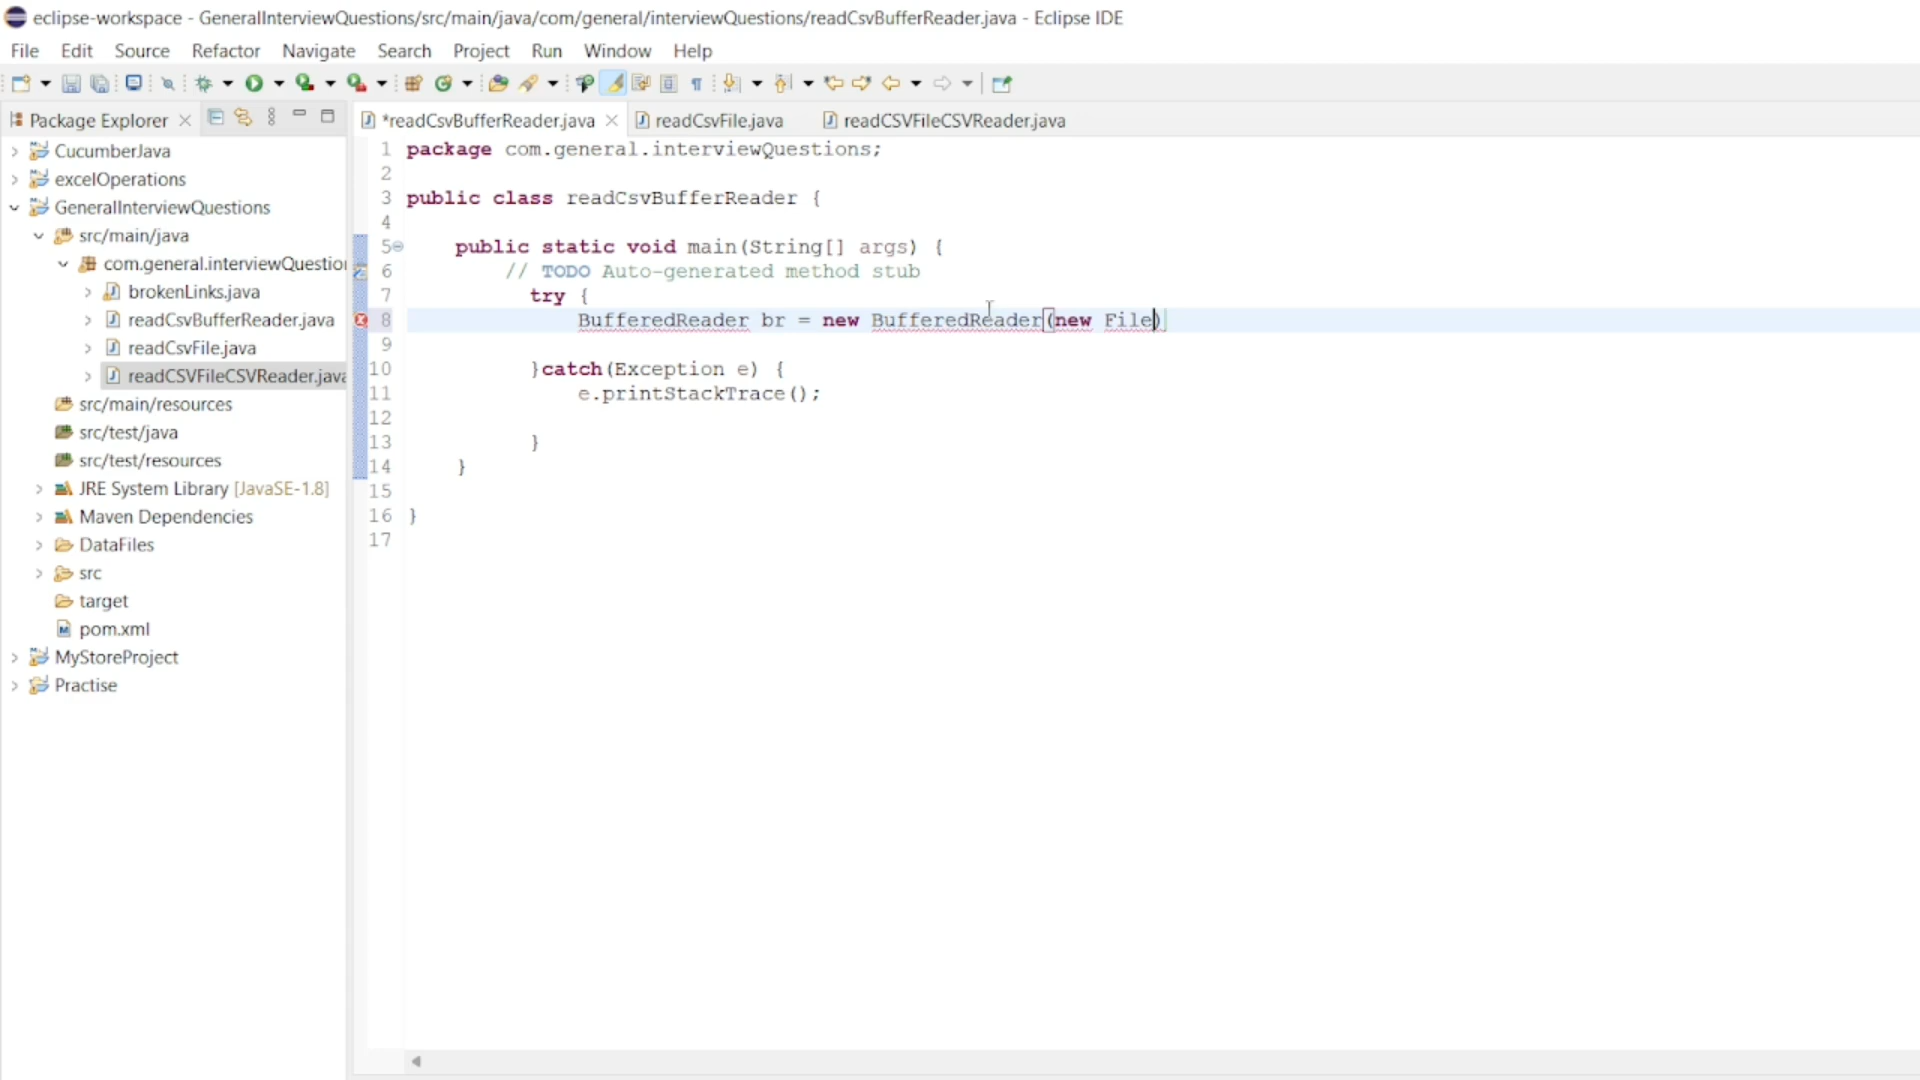 eclipse-workspace - GeneralInterviewQuestions/src/main/java/com/general/interviewQuestions/readCsvBufferReader.java - Eclipse IDE
File Edit Source Refactor Navigate Search Project Run Window Help
Package Explorer
*readCsvBufferReader.java readCsvFile.java readCSVFileCSVReader.java
CucumberJava
excelOperations
GeneralInterviewQuestions
src/main/java
com.general.interviewQuestion
brokenLinks.java
readCsvBufferReader.java
readCsvFile.java
readCSVFileCSVReader.java
src/main/resources
src/test/java
src/test/resources
JRE System Library [JavaSE-1.8]
Maven Dependencies
DataFiles
src
target
pom.xml
MyStoreProject
Practise
1 package com.general.interviewQuestions;
2
3 public class readCsvBufferReader {
4
5 public static void main(String[] args) {
6 // TODO Auto-generated method stub
7 try {
8 BufferedReader br = new BufferedReader(new File)
9
10 }catch(Exception e) {
11 e.printStackTrace();
12
13 }
14 }
15
16 }
17